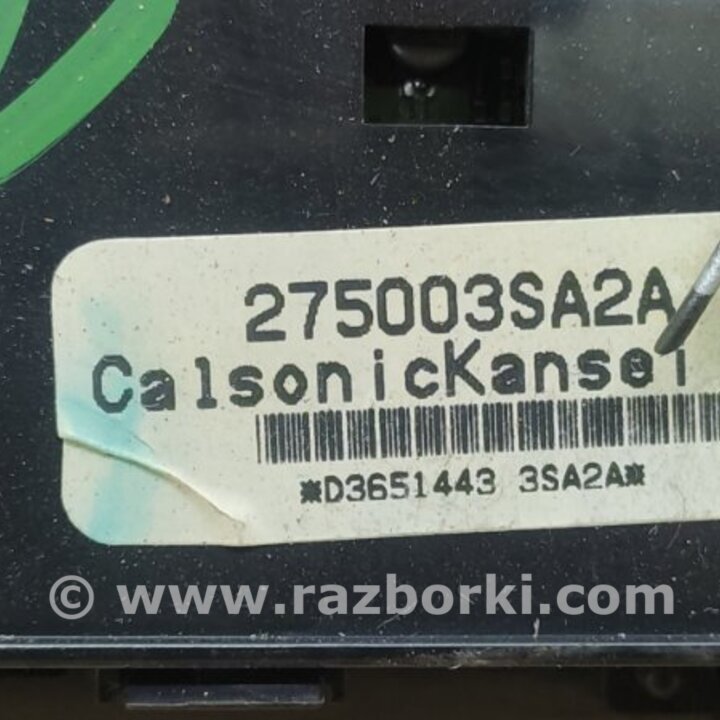 275003SA2A
CalsonicKansei
*D3651443 3SA2A*
© www.razborki.com